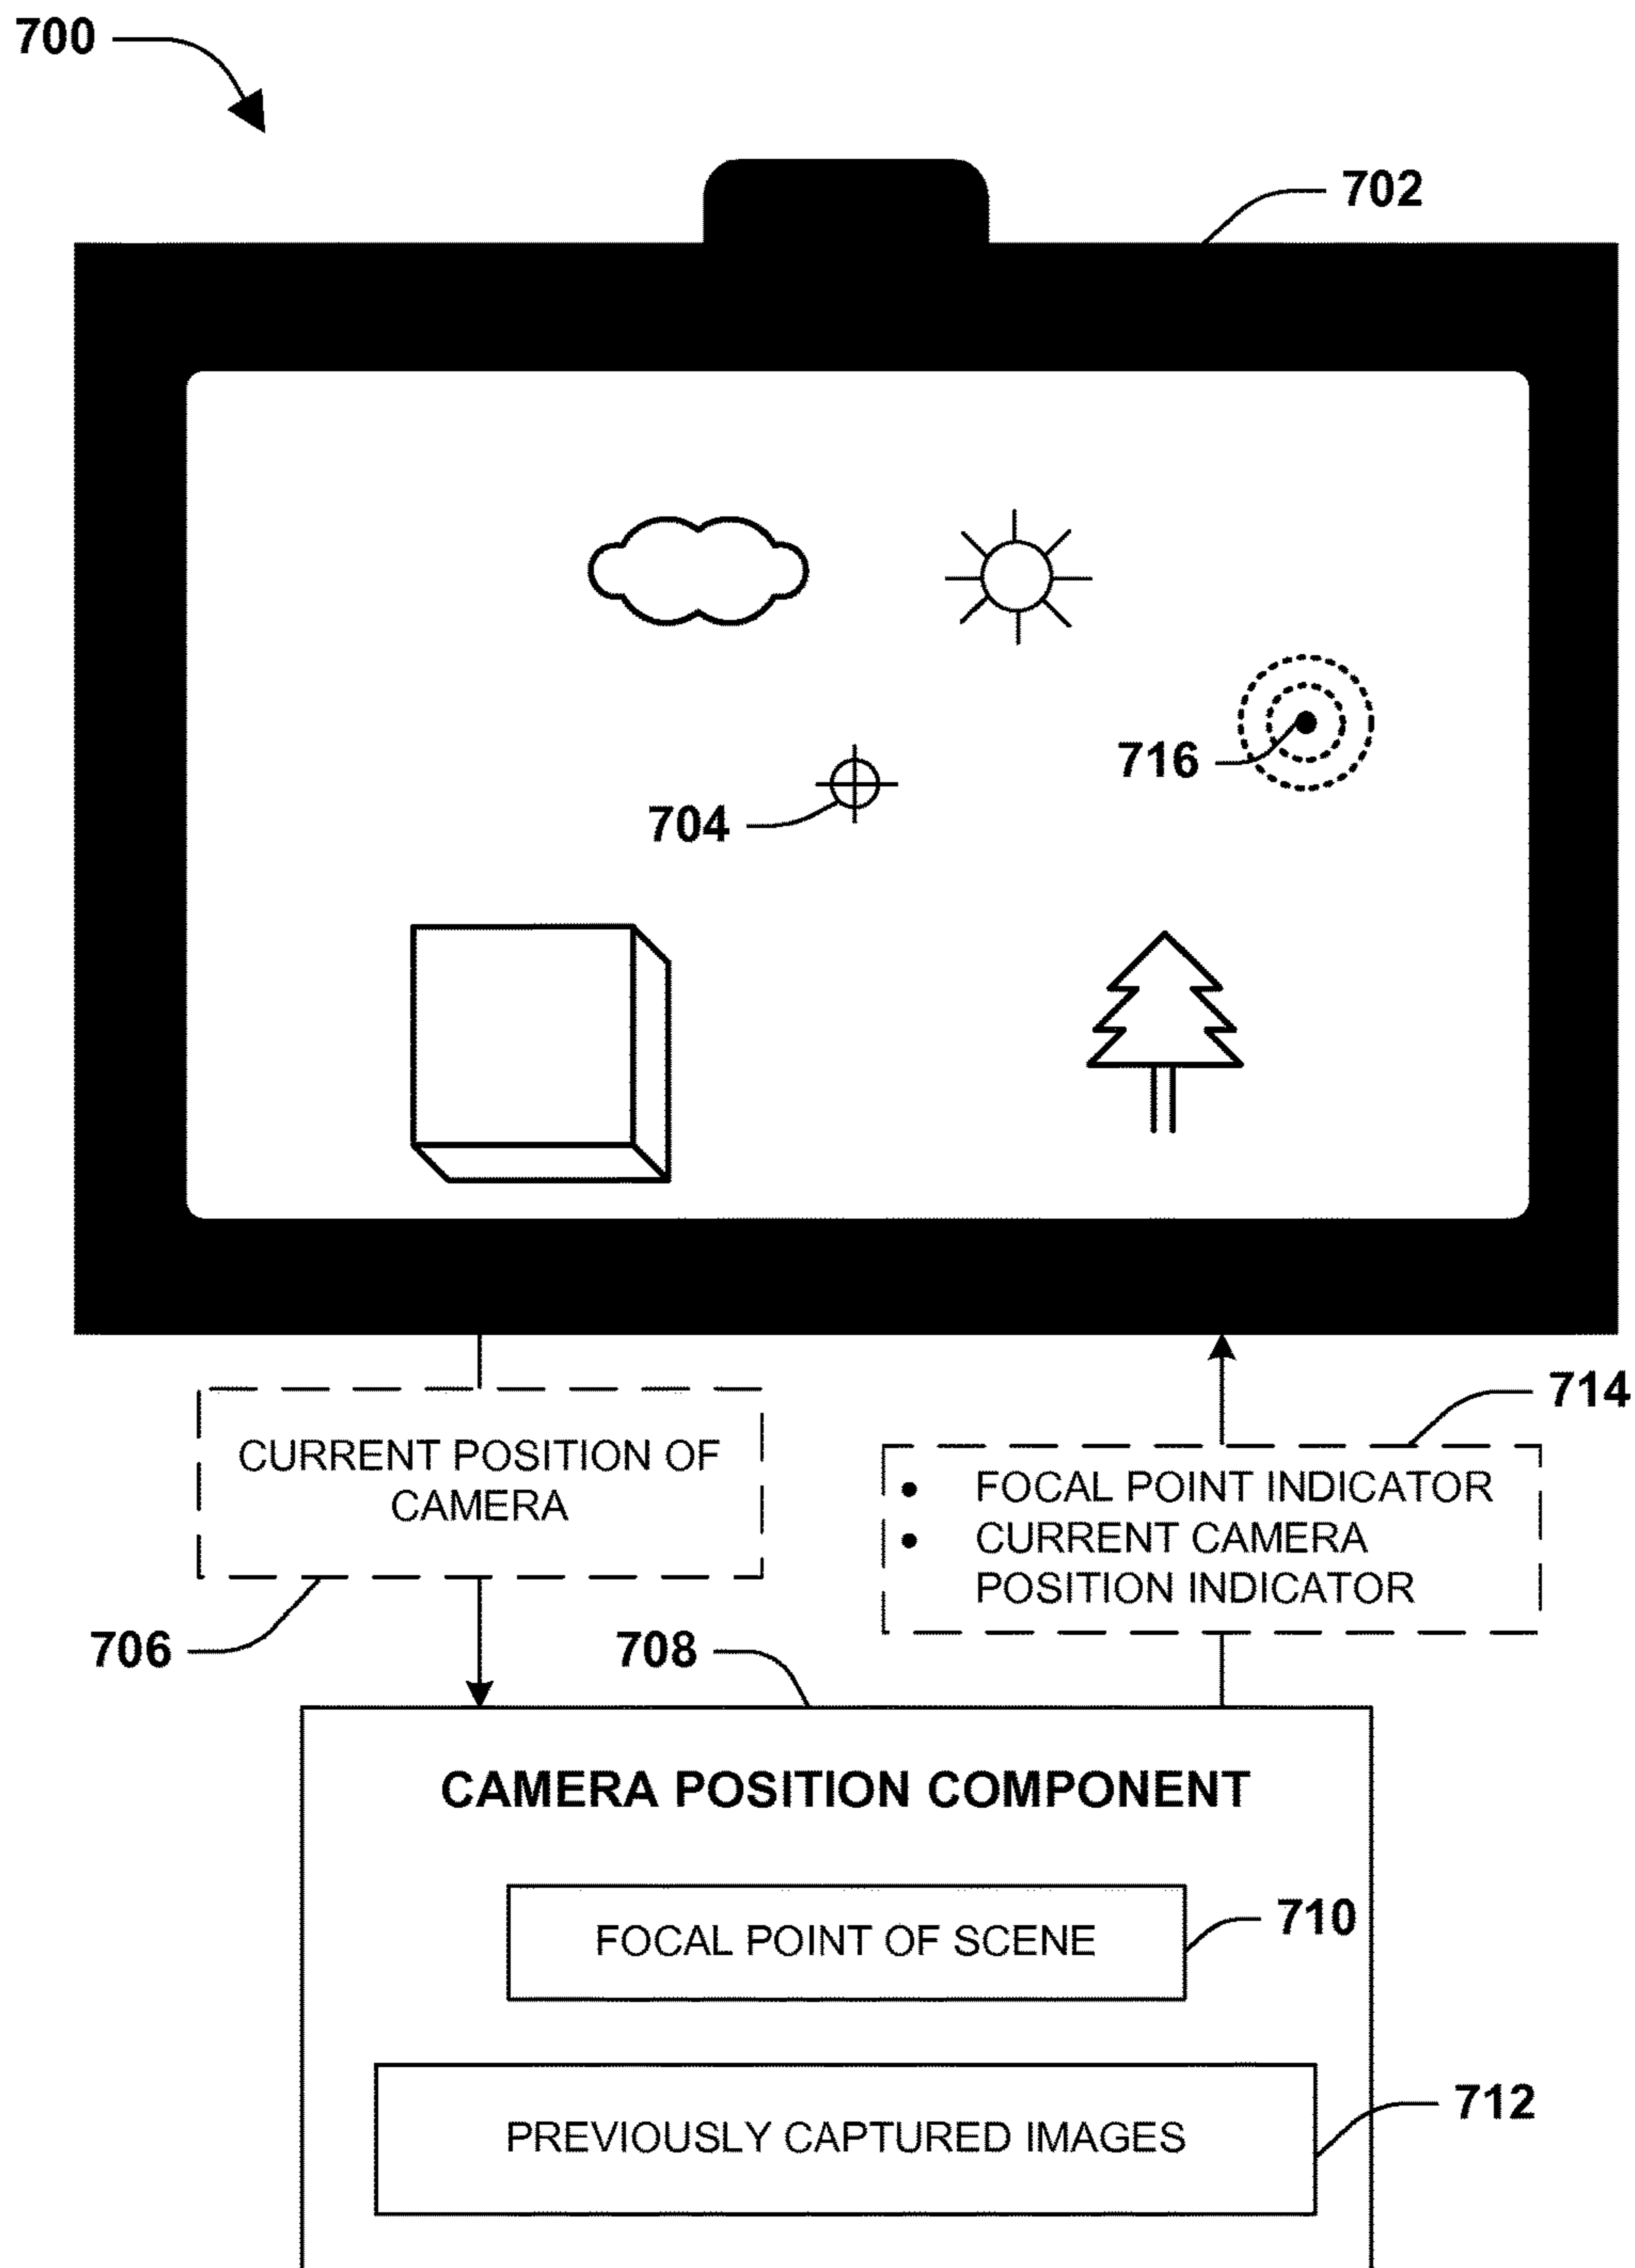 700
702
716
704
714
CURRENT POSITION OF
CAMERA
• FOCAL POINT INDICATOR
• CURRENT CAMERA
POSITION INDICATOR
706
708
CAMERA POSITION COMPONENT
FOCAL POINT OF SCENE
710
PREVIOUSLY CAPTURED IMAGES
712